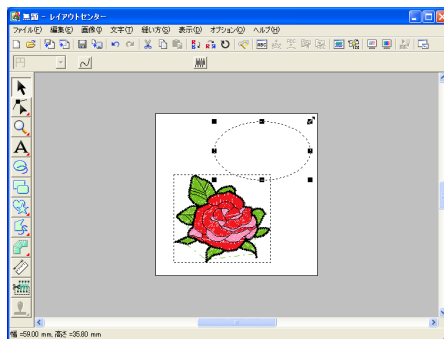 無題 - レイアウトセンター
ファイル(F) 編集(E) 画像(I) 文字(T) 縫い方(S) 表示(D) オプション(O) ヘルプ(H)
ABC
円
A
幅 =59.00 mm, 高さ =35.80 mm